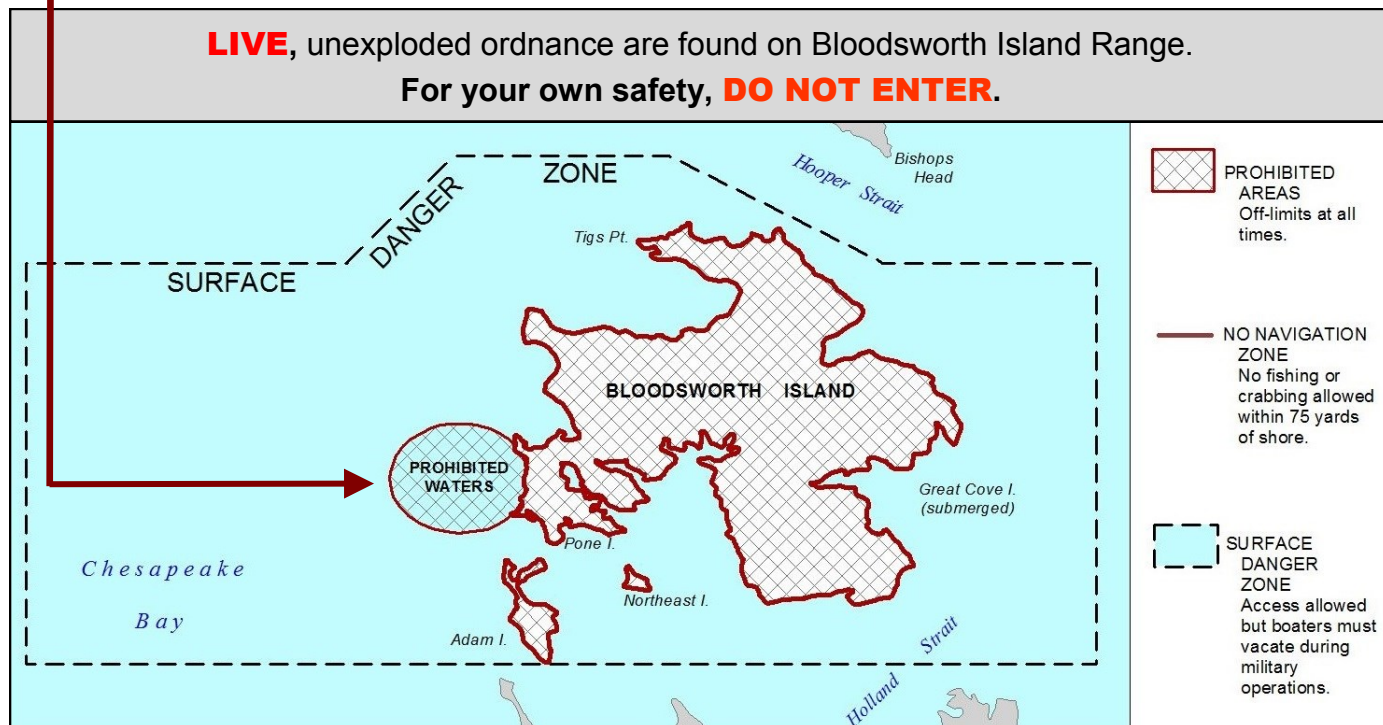 LIVE, unexploded ordnance are found on Bloodsworth Island Range.
For your own safety, DO NOT ENTER.
SURFACE
DANGER
ZONE
Hooper Strait
Bishops
Head
Tigs Pt.
BLOODSWORTH ISLAND
PROHIBITED
WATERS
Great Cove I.
(submerged)
Pone I.
Northeast I.
Adam I.
Chesapeake
Bay
Holland Strait
PROHIBITED
AREAS
Off-limits at all
times.
NO NAVIGATION
ZONE
No fishing or
crabbing allowed
within 75 yards
of shore.
SURFACE
DANGER
ZONE
Access allowed
but boaters must
vacate during
military
operations.